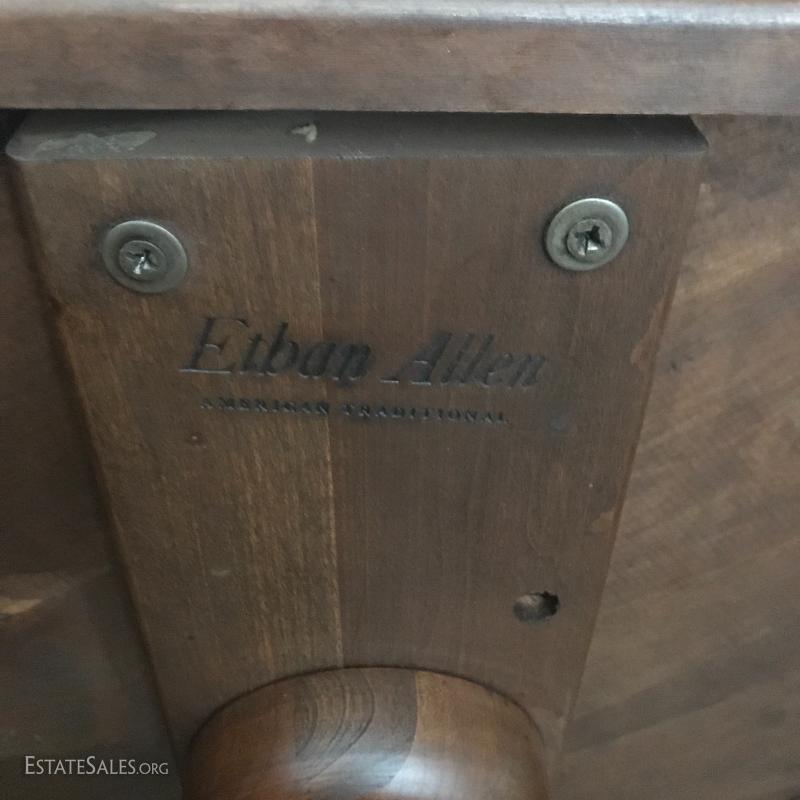 Ethan Allen
AMERICAN TRADITIONAL
ESTATESALES.ORG